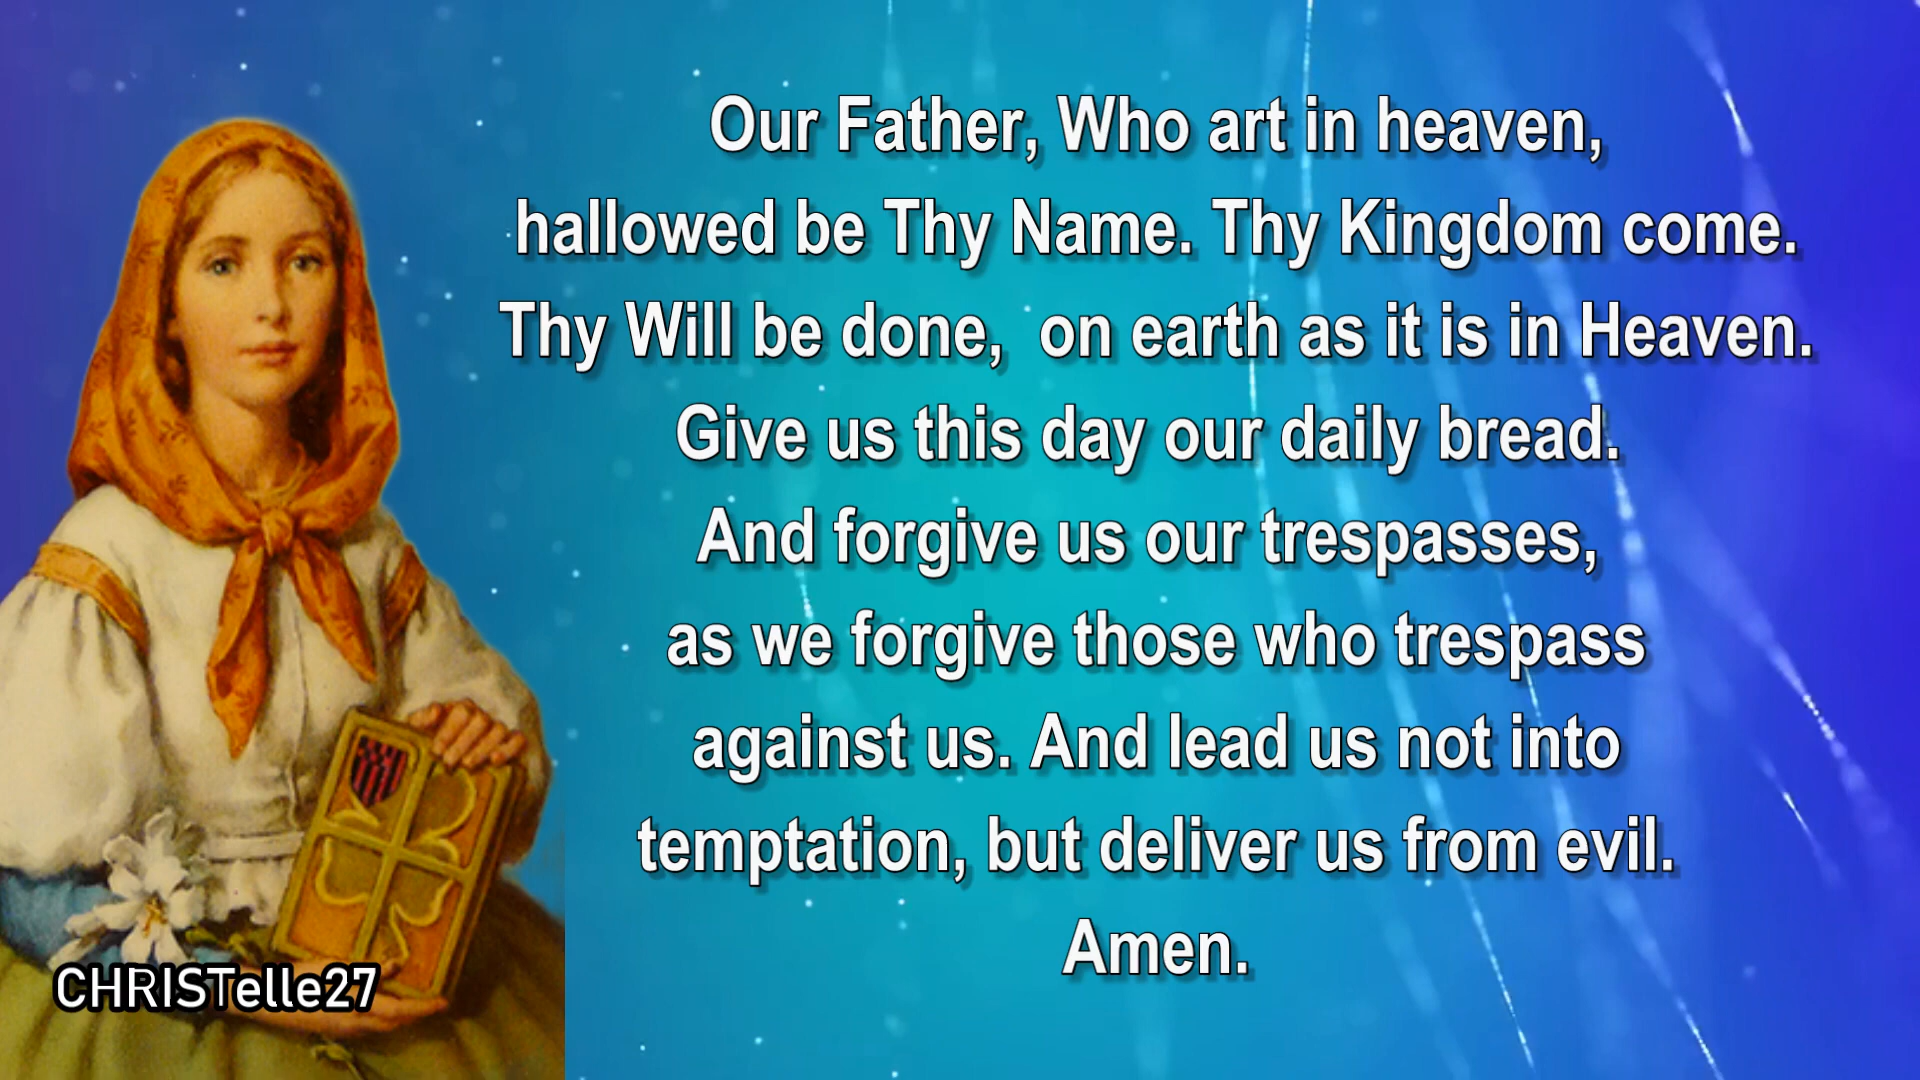 Our Father, Who art in heaven,
hallowed be Thy Name. Thy Kingdom come.
Thy Will be done,  on earth as it is in Heaven.
Give us this day our daily bread.
And forgive us our trespasses,
as we forgive those who trespass
against us. And lead us not into
temptation, but deliver us from evil.
Amen.
CHRISTelle27